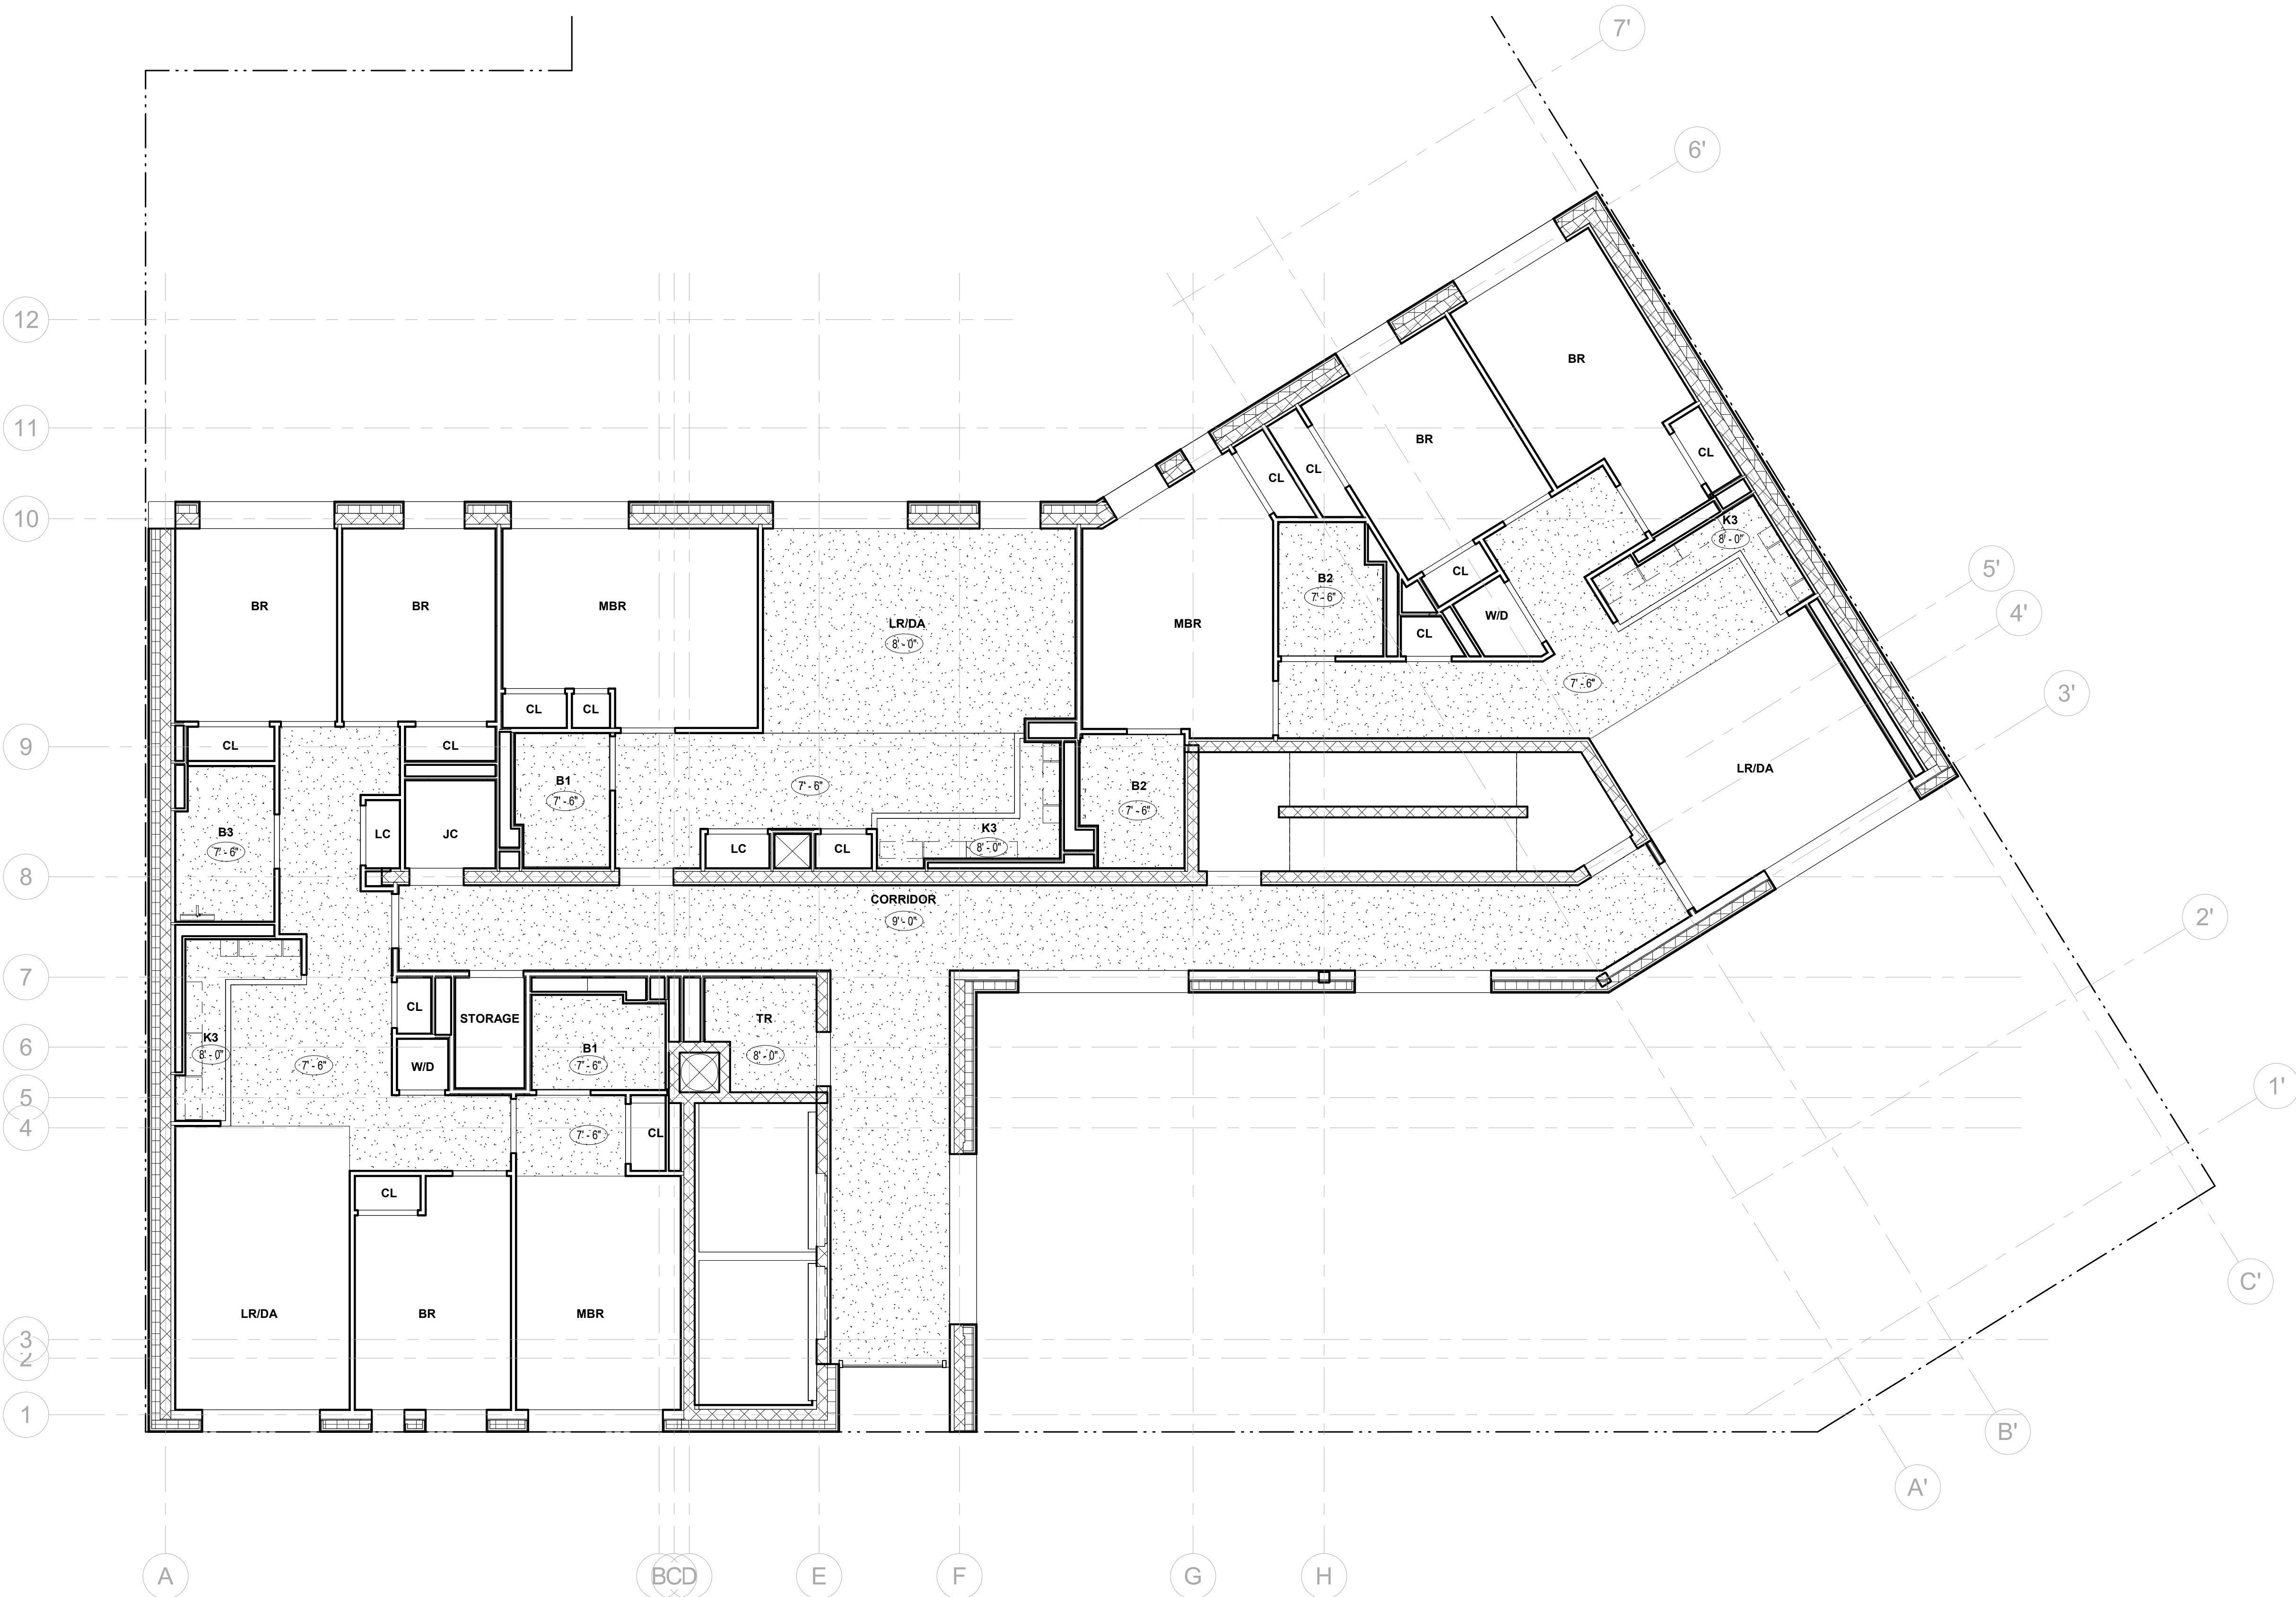 7'
6'
12
BR
11
BR
CL
CL
CL
10
K3
8' - 0"
5'
CL
B2
7' - 6"
BR
BR
MBR
4'
W/D
LR/DA
8' - 0"
MBR
CL
7' - 6"
3'
CL
CL
9
CL
CL
LR/DA
B1
7' - 6"
7' - 6"
B2
7' - 6"
B3
7' - 6"
LC
JC
K3
8' - 0"
LC
CL
8
CORRIDOR
9' - 0"
2'
7
CL
STORAGE
TR
8' - 0"
K3
8' - 0"
6
B1
7' - 6"
7' - 6"
W/D
1'
5
4
7' - 6"
CL
CL
C'
LR/DA
BR
MBR
3
2
1
B'
A'
A
B
C
D
E
F
G
H